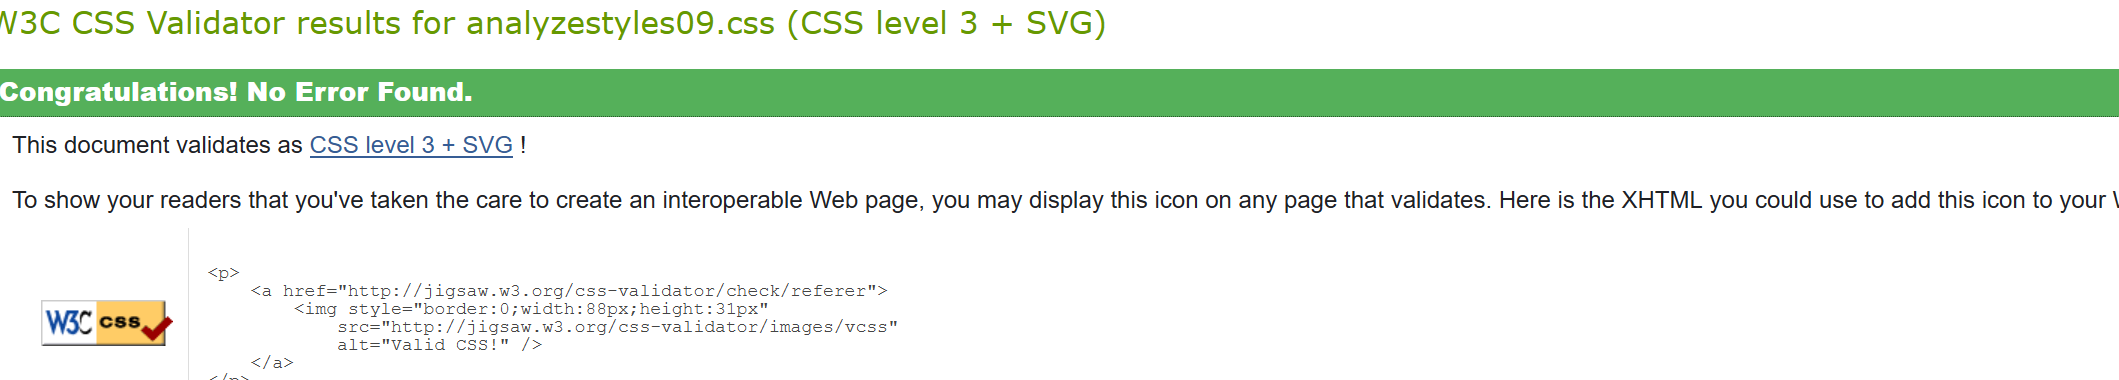 W3C CSS Validator results for analyzestyles09.css (CSS level 3 + SVG)
Congratulations! No Error Found.
This document validates as CSS level 3 + SVG !
To show your readers that you've taken the care to create an interoperable Web page, you may display this icon on any page that validates. Here is the XHTML you could use to add this icon to your
<p>
<a href="http://jigsaw.w3.org/css-validator/check/referer">
<img style="border:0;width:88px;height:31px"
W3C css
src="http://jigsaw.w3.org/css-validator/images/vcss"
alt="Valid CSS!" />
</a>
</p>